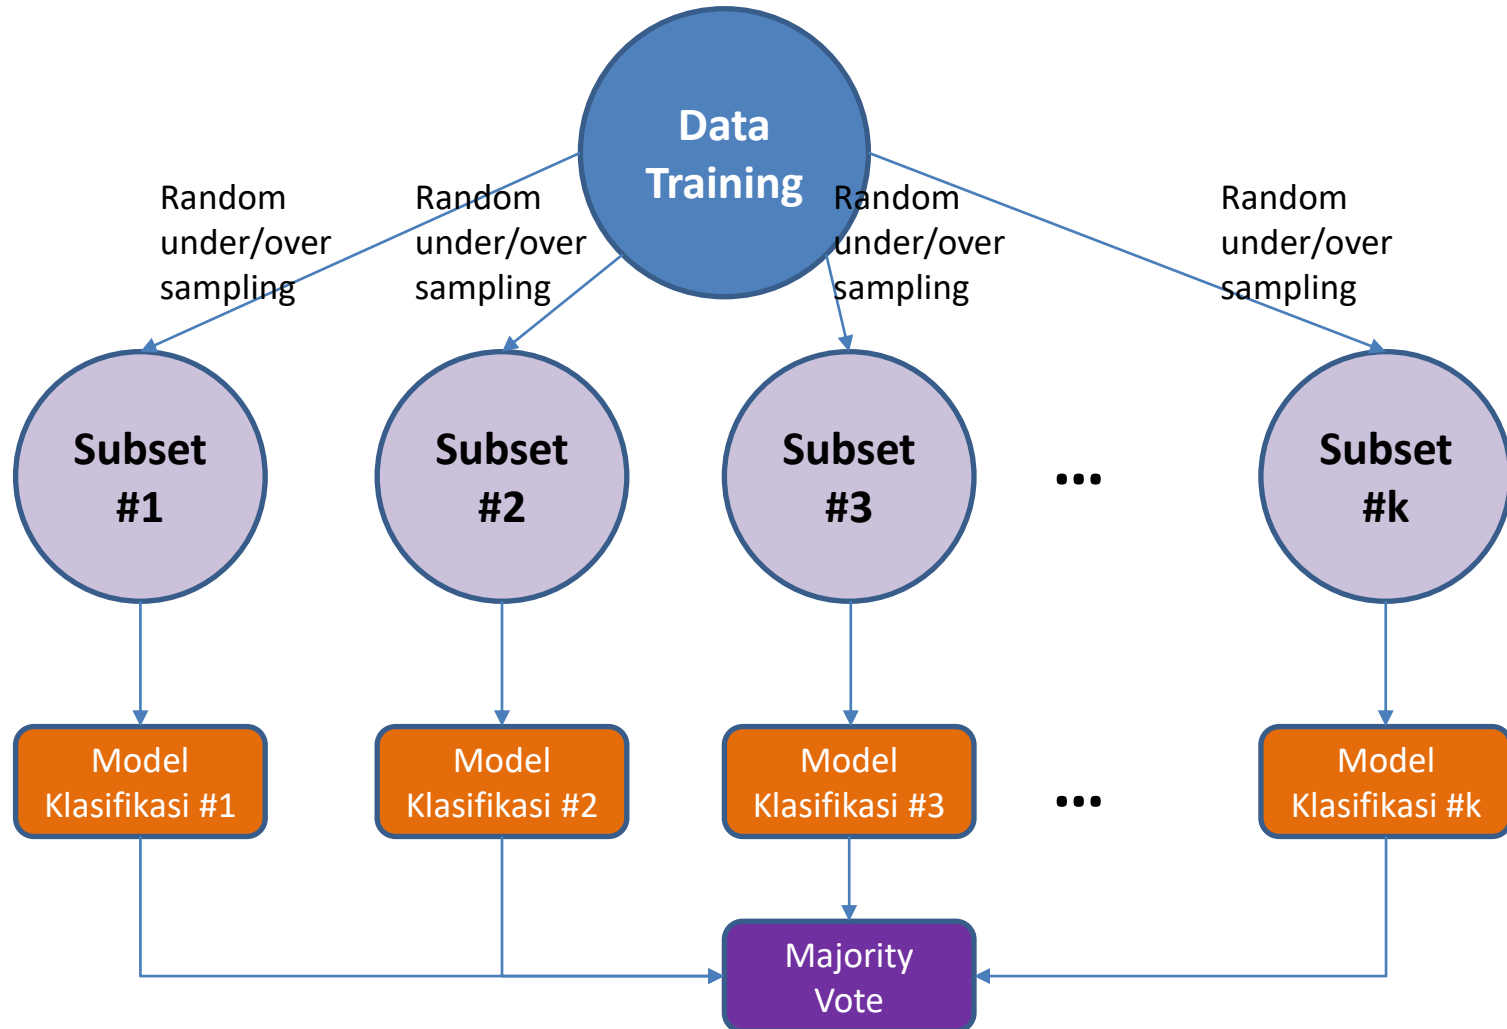 Data
Training
Random
under/over
sampling
Random
under/over
sampling
Random
under/over
sampling
Random
under/over
sampling
Subset
#1
Subset
#2
Subset
#3
...
Subset
#k
Model
Klasifikasi #1
Model
Klasifikasi #2
Model
Klasifikasi #3
...
Model
Klasifikasi #k
Majority
Vote